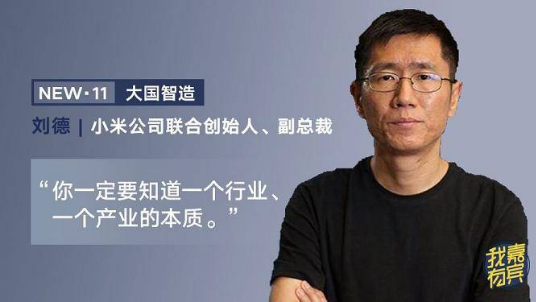 NEW·11 大国智造
刘德 | 小米公司联合创始人、副总裁
“你一定要知道一个行业、
一个产业的本质。”
我有
嘉宾